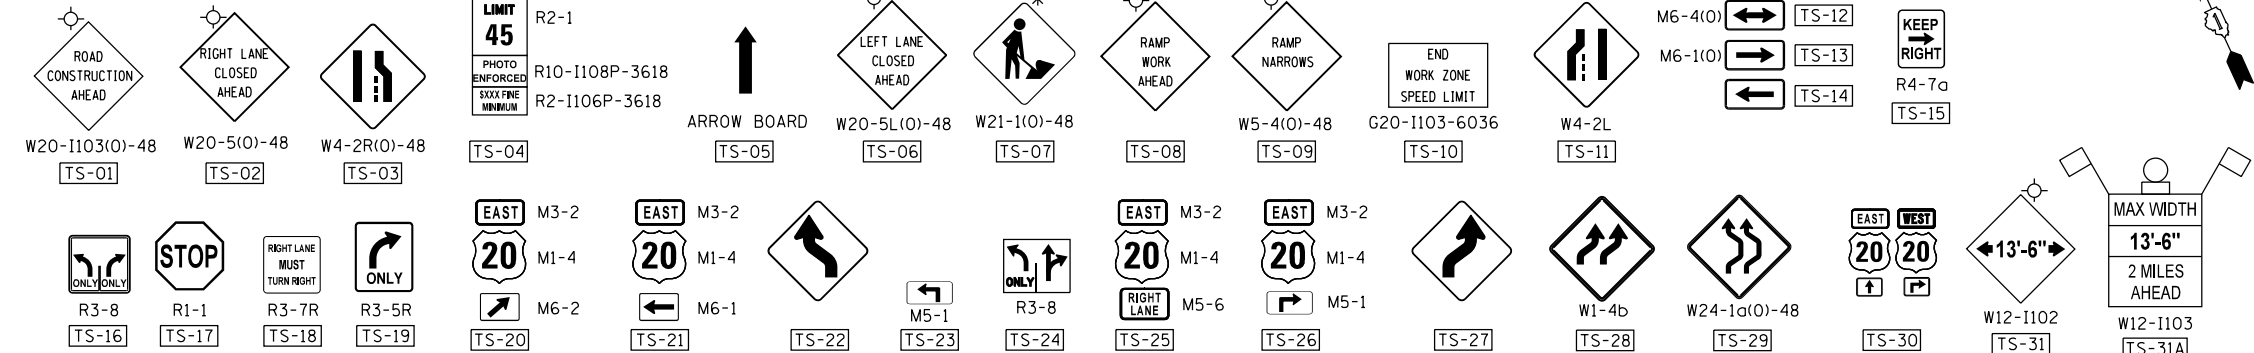 ROAD
CONSTRUCTION
AHEAD
W20-I103(O)-48
TS-01
RIGHT LANE
CLOSED
AHEAD
W20-5(O)-48
TS-02
W4-2R(O)-48
TS-03
LIMIT
45
PHOTO
ENFORCED
$XXX FINE
MINIMUM
R2-1
R10-I108P-3618
R2-I106P-3618
TS-04
ARROW BOARD
TS-05
LEFT LANE
CLOSED
AHEAD
W20-5L(O)-48
TS-06
W21-1(O)-48
TS-07
RAMP
WORK
AHEAD
TS-08
RAMP
NARROWS
W5-4(O)-48
TS-09
END
WORK ZONE
SPEED LIMIT
G20-I103-6036
TS-10
W4-2L
TS-11
M6-4(O)
TS-12
M6-1(O)
TS-13
TS-14
KEEP
RIGHT
R4-7a
TS-15
ONLY ONLY
R3-8
TS-16
STOP
R1-1
TS-17
RIGHT LANE
MUST
TURN RIGHT
R3-7R
TS-18
ONLY
R3-5R
TS-19
EAST M3-2
20 M1-4
M6-2
TS-20
EAST M3-2
20 M1-4
M6-1
TS-21
TS-22
M5-1
TS-23
ONLY
R3-8
TS-24
EAST M3-2
20 M1-4
RIGHT
LANE
M5-6
TS-25
EAST M3-2
20 M1-4
M5-1
TS-26
TS-27
W1-4b
TS-28
W24-1a(O)-48
TS-29
EAST WEST
20 20
TS-30
13'-6"
W12-I102
TS-31
MAX WIDTH
13'-6"
2 MILES
AHEAD
W12-I103
TS-31A